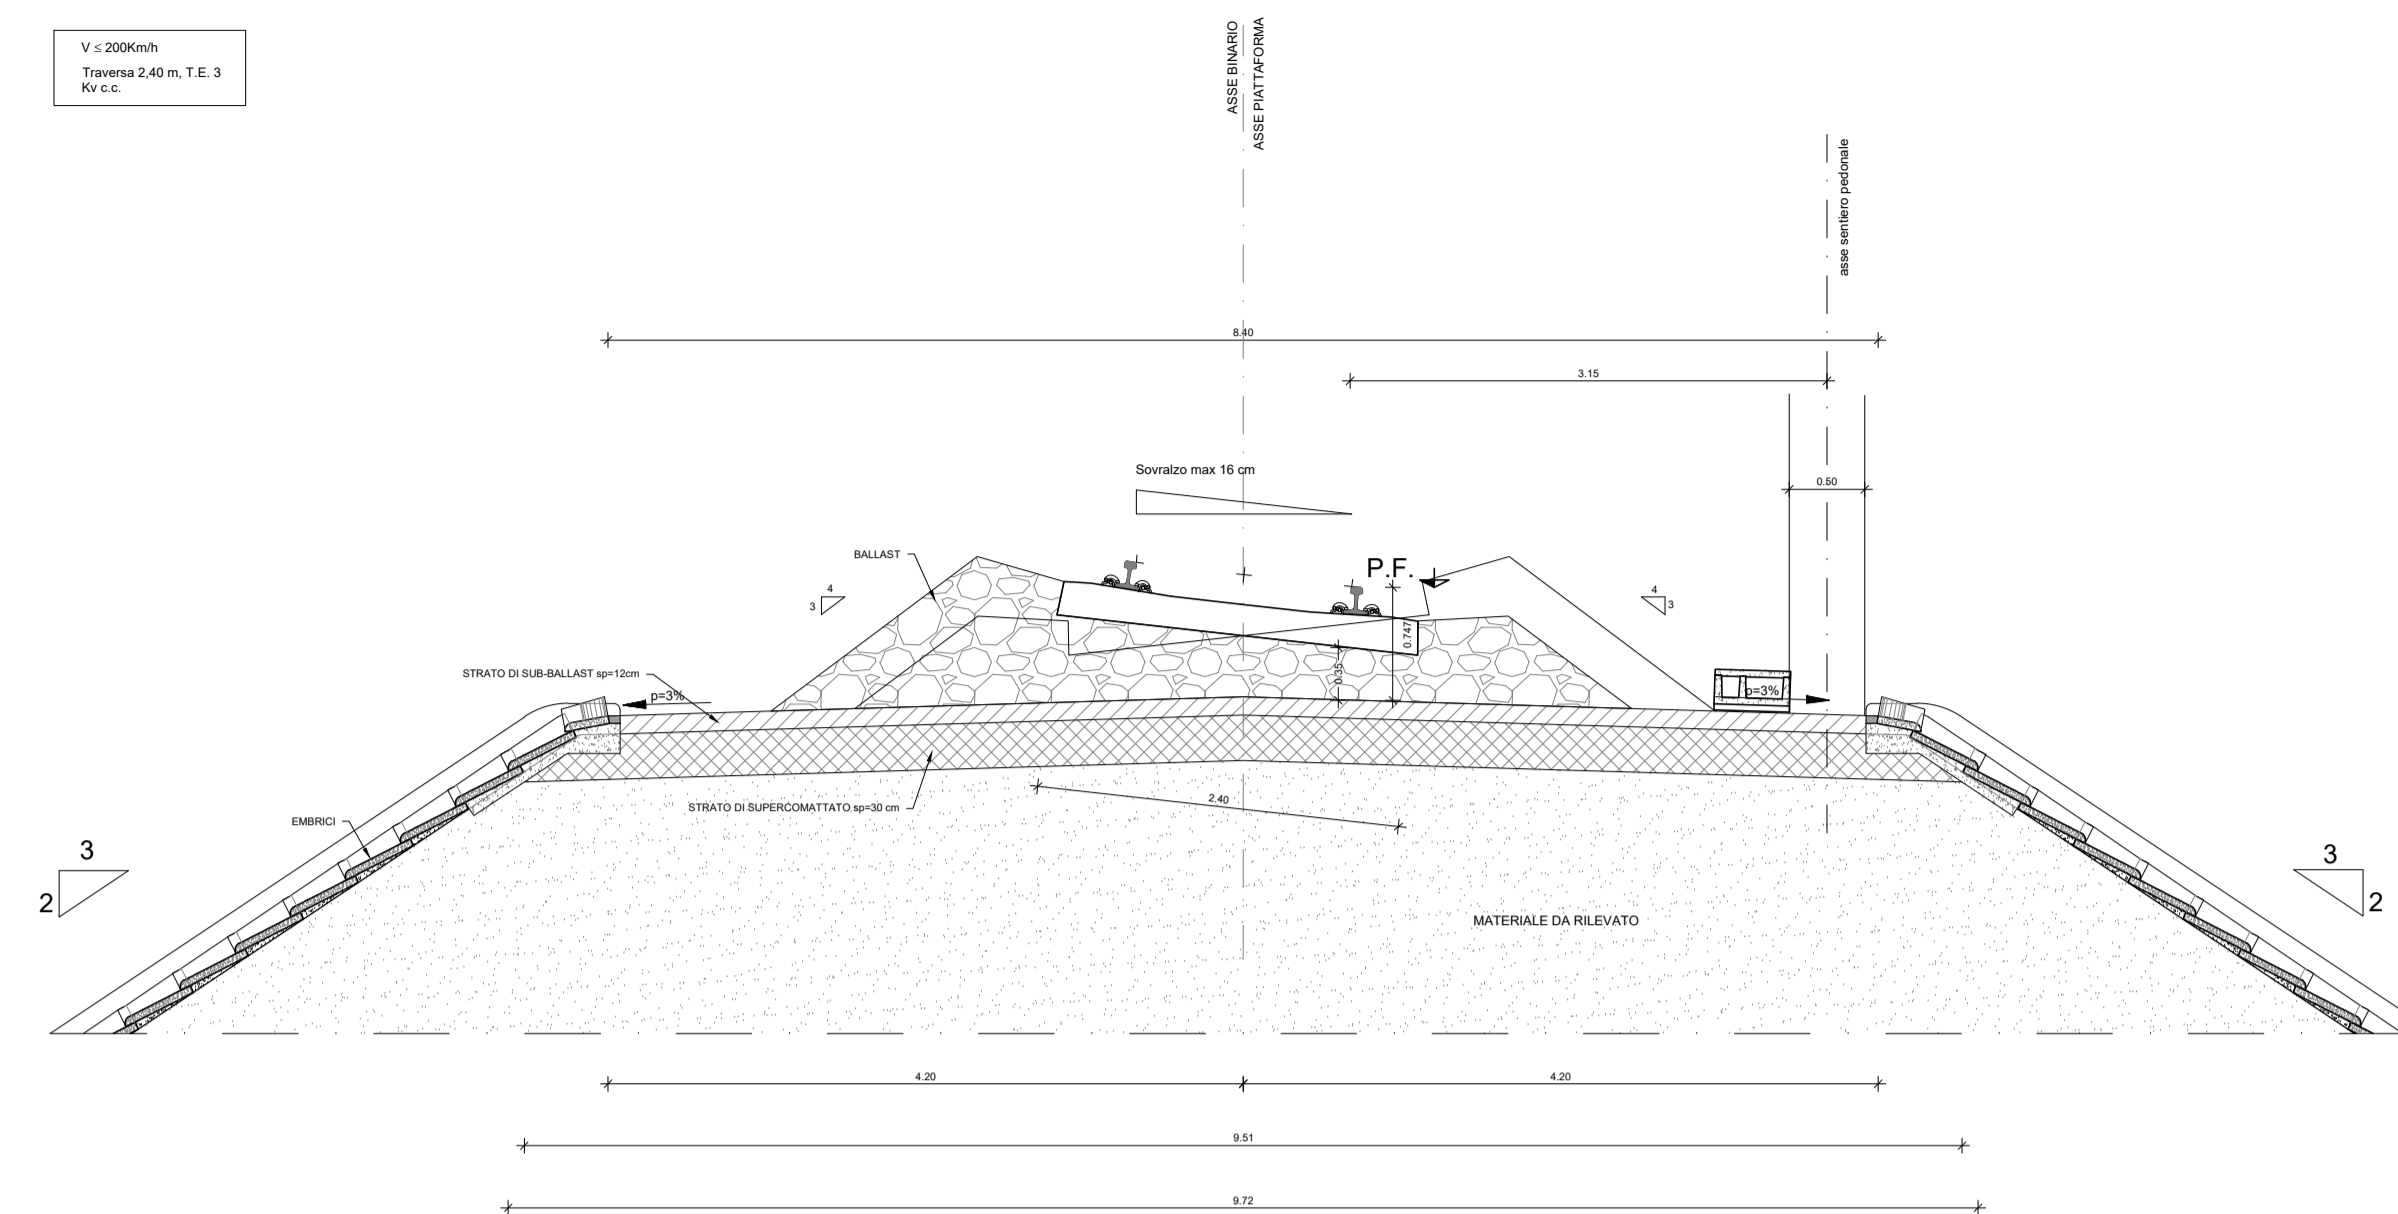 V ≤ 200Km/h
Traversa 2,40 m, T.E. 3
Kv c.c.
ASSE BINARIO
ASSE PIATTAFORMA
asse sentiero pedonale
8.40
3.15
Sovralzo max 16 cm
0.50
BALLAST
P.F.
4
3
4
3
0.747
0.35
STRATO DI SUB-BALLAST sp=12cm
p=3%
p=3%
STRATO DI SUPERCOMATTATO sp=30 cm
2.40
EMBRICI
3
2
3
2
MATERIALE DA RILEVATO
4.20
4.20
9.51
9.72